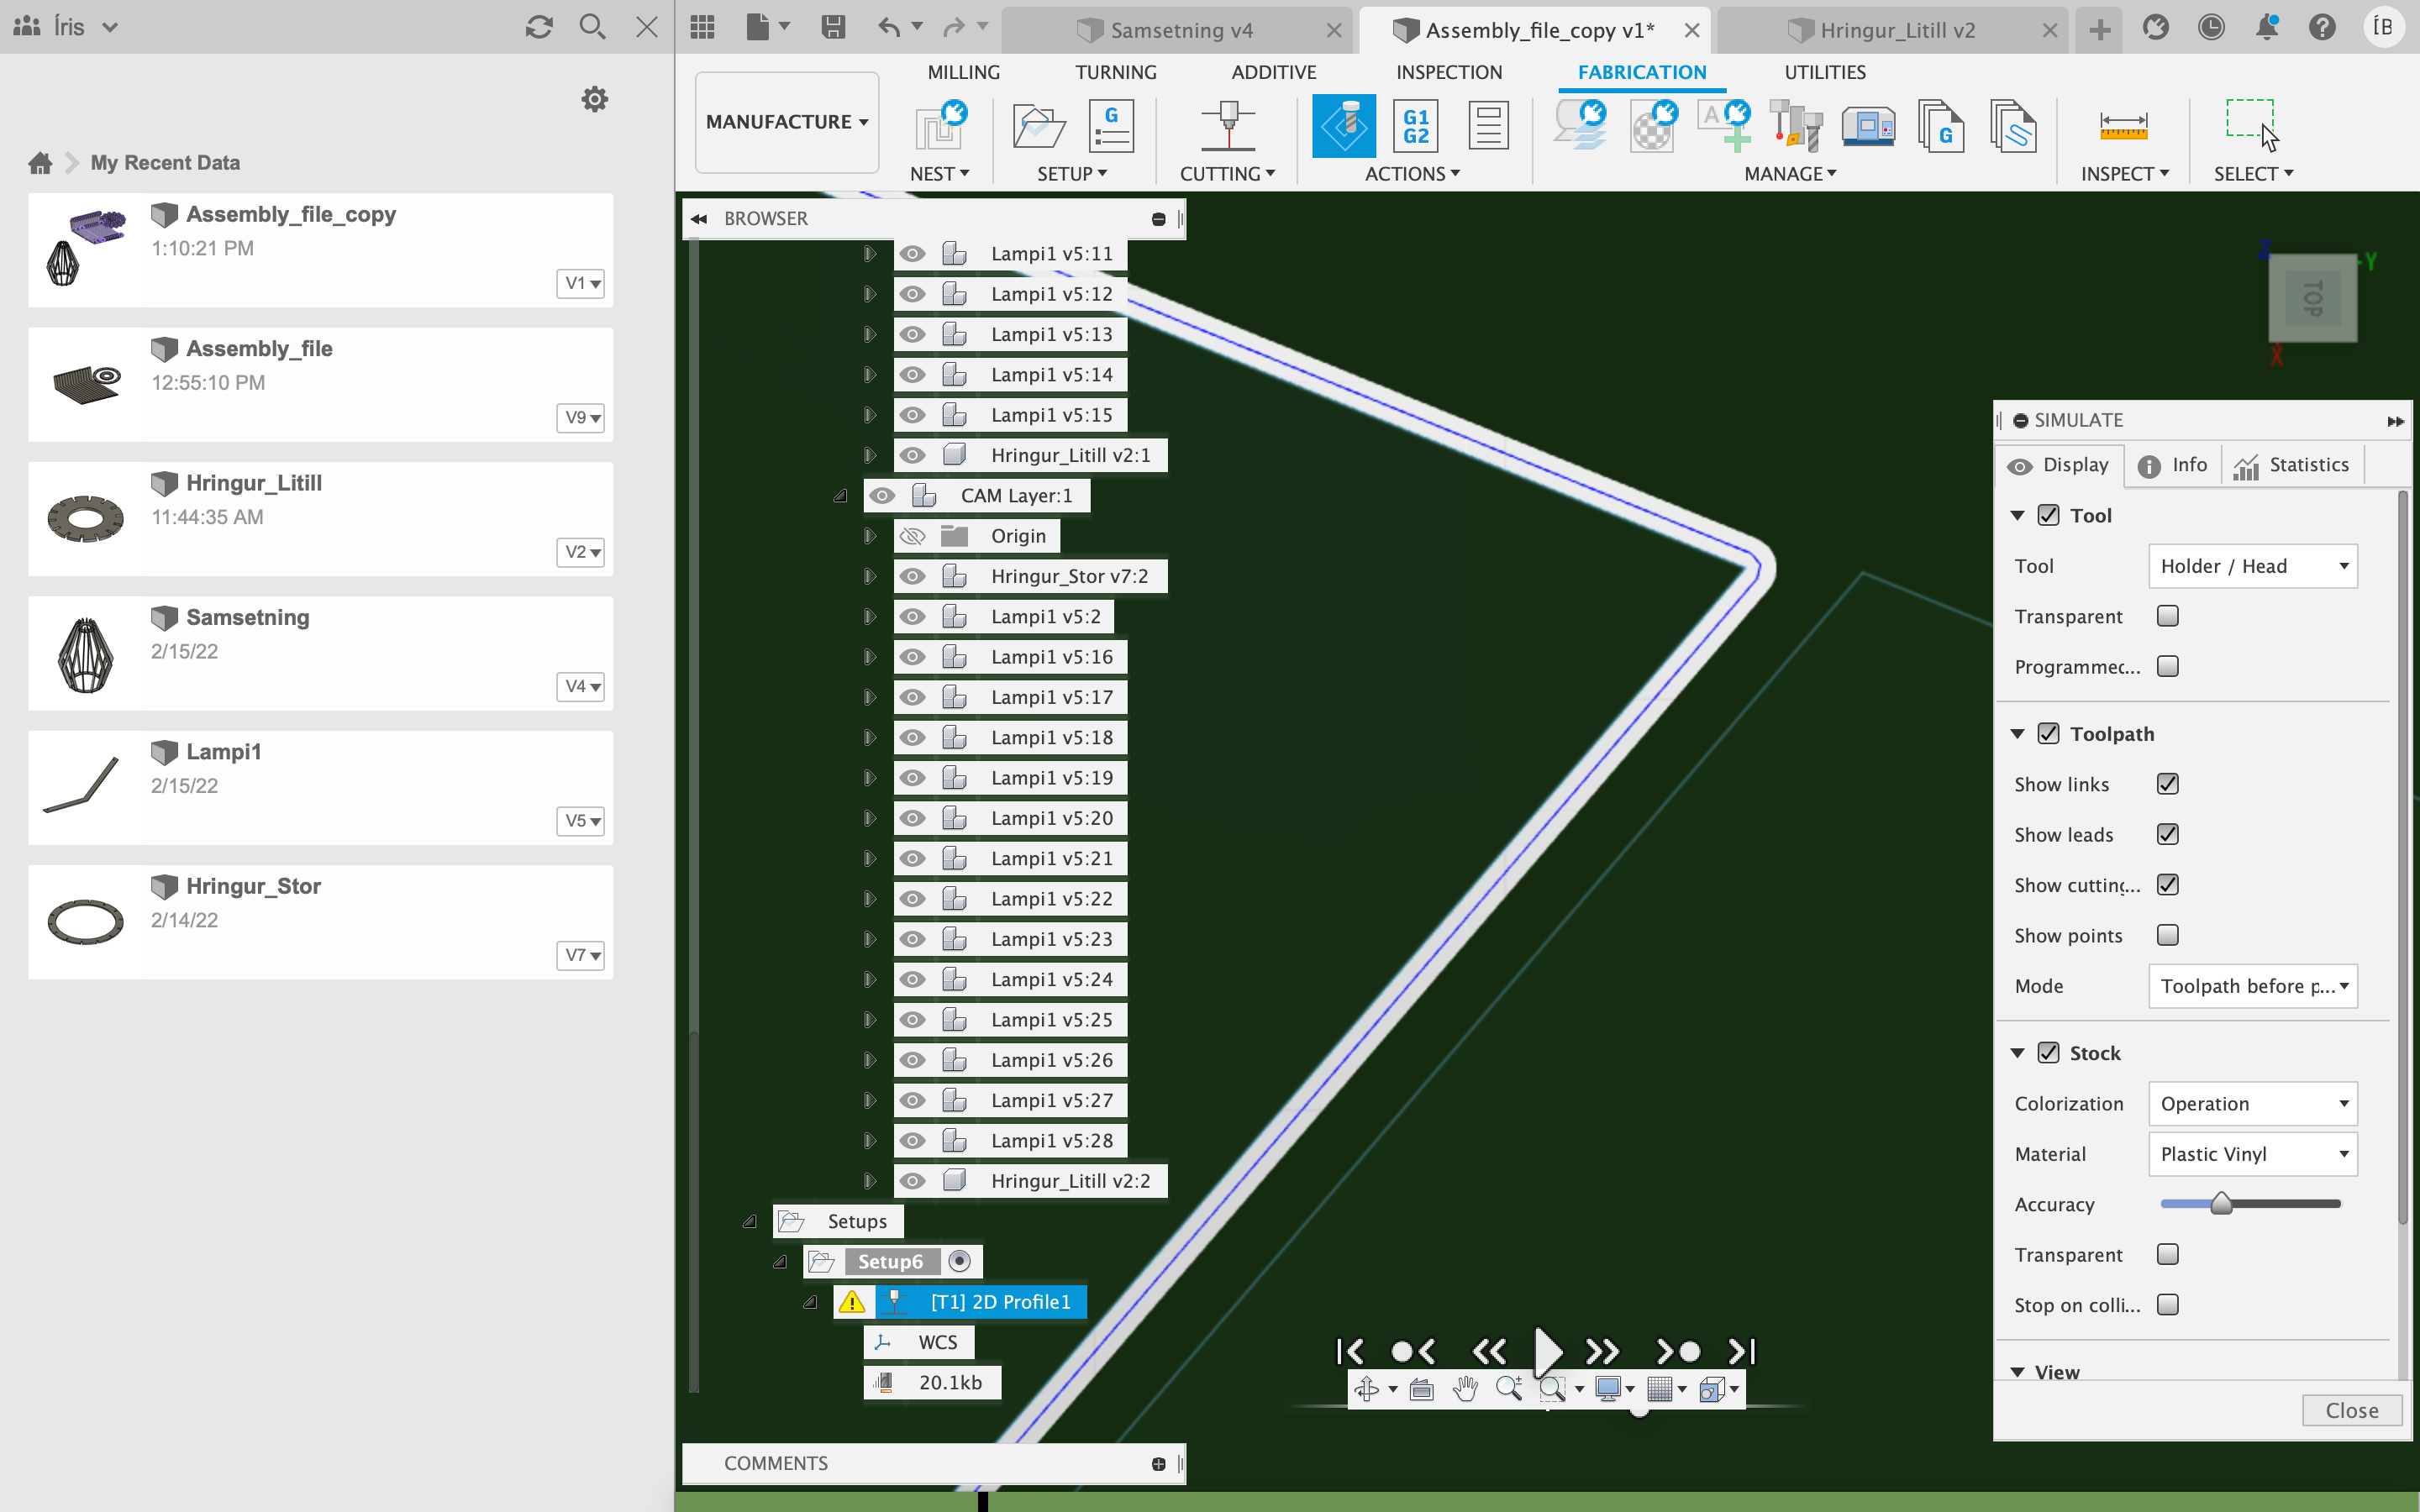 Íris
Samsetning v4
Assembly_file_copy v1*
Hringur_Litill v2
ÍB
MILLING
TURNING
ADDITIVE
INSPECTION
FABRICATION
UTILITIES
MANUFACTURE
G
G1
G2
A
G
NEST
SETUP
CUTTING
ACTIONS
MANAGE
INSPECT
SELECT
My Recent Data
Assembly_file_copy
1:10:21 PM
V1
Assembly_file
12:55:10 PM
V9
Hringur_Litill
11:44:35 AM
V2
Samsetning
2/15/22
V4
Lampi1
2/15/22
V5
Hringur_Stor
2/14/22
V7
BROWSER
Lampi1 v5:11
Lampi1 v5:12
Lampi1 v5:13
Lampi1 v5:14
Lampi1 v5:15
Hringur_Litill v2:1
CAM Layer:1
Origin
Hringur_Stor v7:2
Lampi1 v5:2
Lampi1 v5:16
Lampi1 v5:17
Lampi1 v5:18
Lampi1 v5:19
Lampi1 v5:20
Lampi1 v5:21
Lampi1 v5:22
Lampi1 v5:23
Lampi1 v5:24
Lampi1 v5:25
Lampi1 v5:26
Lampi1 v5:27
Lampi1 v5:28
Hringur_Litill v2:2
Setups
Setup6
[T1] 2D Profile1
WCS
20.1kb
COMMENTS
Z
-Y
TOP
X
SIMULATE
Display
Info
Statistics
Tool
Tool Holder / Head
Transparent
Programmec...
Toolpath
Show links
Show leads
Show cutting...
Show points
Mode Toolpath before p...
Stock
Colorization Operation
Material Plastic Vinyl
Accuracy
Transparent
Stop on colli...
View
Close